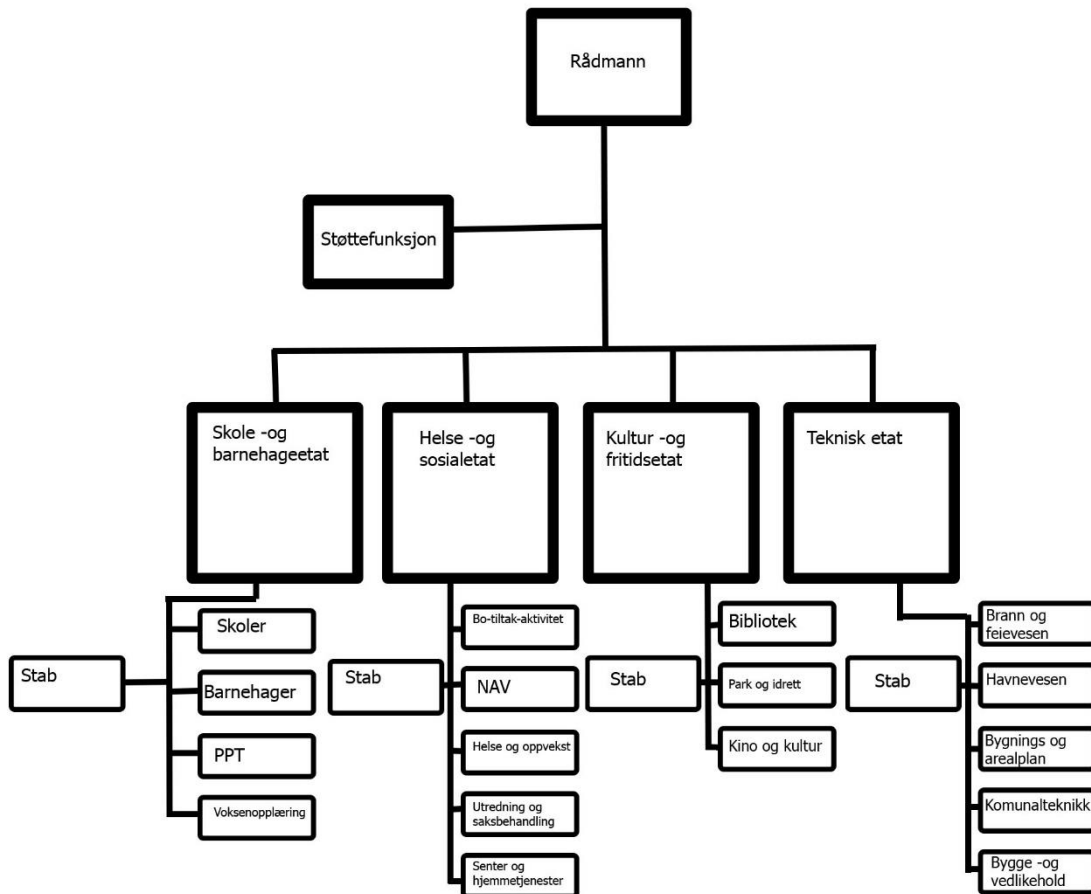 Rådmann
Støttefunksjon
Skole -og
barnehageetat
Helse -og
sosialetat
Kultur -og
fritidsetat
Teknisk etat
Stab
Skoler
Barnehager
PPT
Voksenopplæring
Stab
Bo-tiltak-aktivitet
NAV
Helse og oppvekst
Utredning og
saksbehandling
Senter og
hjemmetjenester
Stab
Bibliotek
Park og idrett
Kino og kultur
Stab
Brann og
feievesen
Havnevesen
Bygnings og
arealplan
Komunalteknikk
Bygge -og
vedlikehold